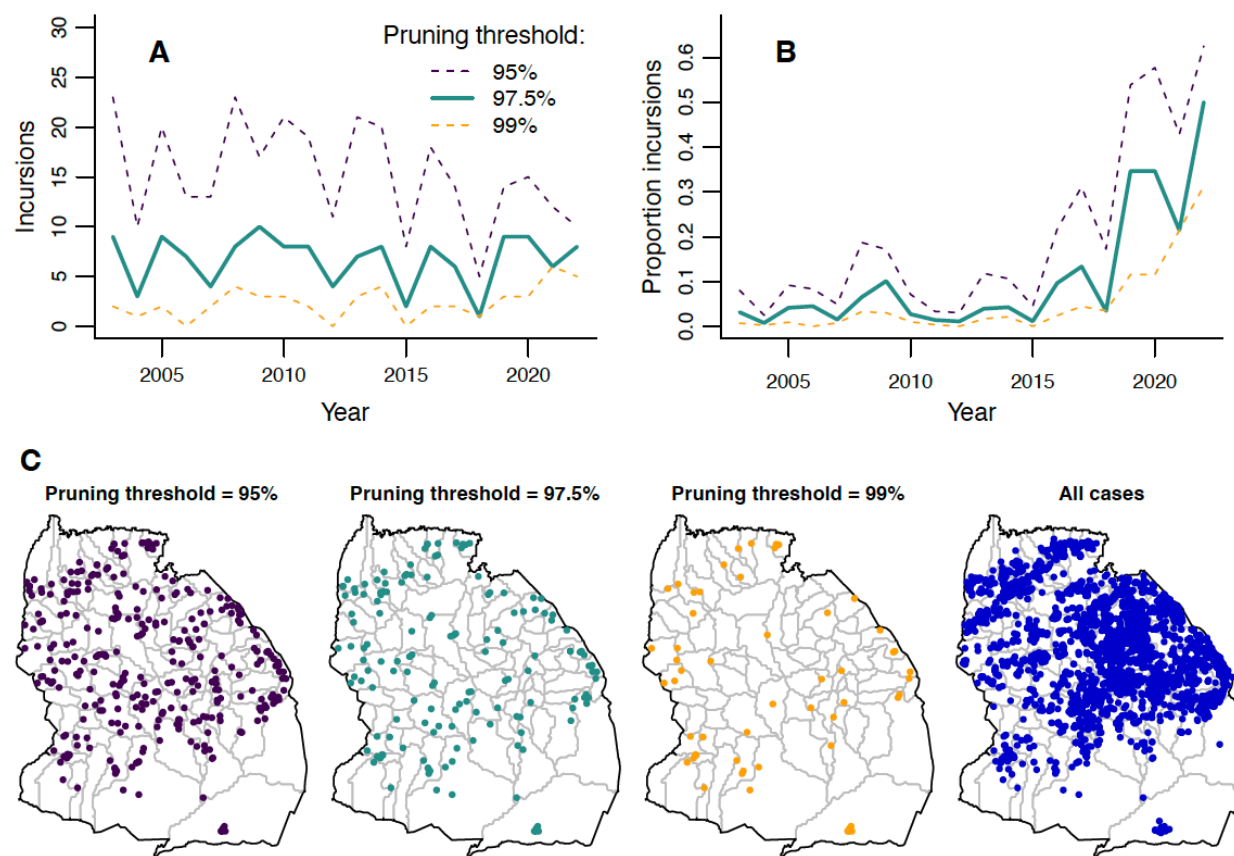 A
Pruning threshold:
95%
97.5%
99%
Incursions
0
5
10
15
20
25
30
2005
2010
2015
2020
Year
B
Proportion incursions
0.0
0.1
0.2
0.3
0.4
0.5
0.6
2005
2010
2015
2020
Year
C
Pruning threshold = 95%
Pruning threshold = 97.5%
Pruning threshold = 99%
All cases